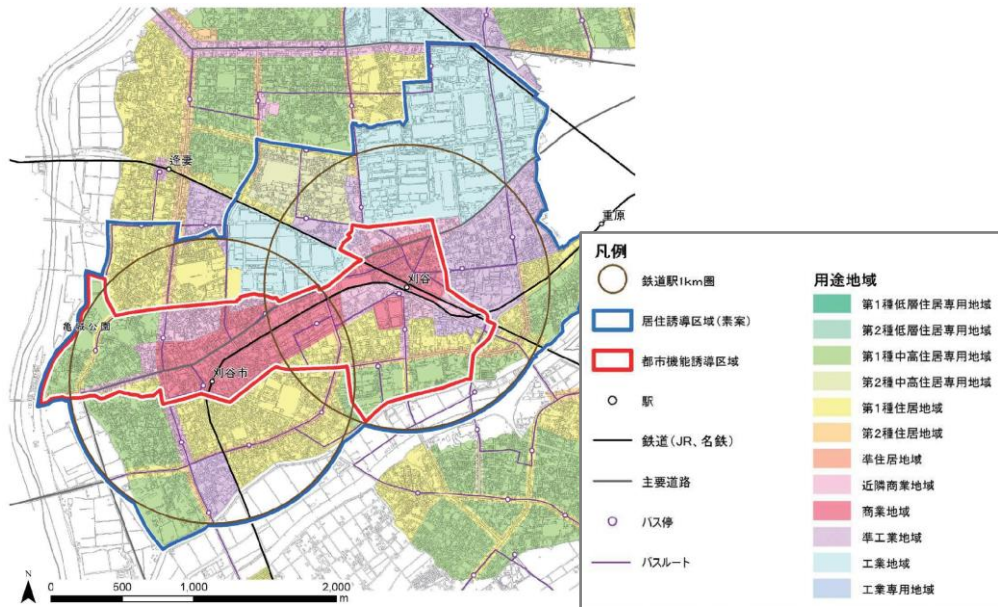 逢妻
重原
刈谷
亀城公園
刈谷市
N
0 500 1,000 2,000
m
凡例
鉄道駅1km圏
居住誘導区域(素案)
都市機能誘導区域
駅
鉄道(JR、名鉄)
主要道路
バス停
バスルート
用途地域
第1種低層住居専用地域
第2種低層住居専用地域
第1種中高住居専用地域
第2種中高住居専用地域
第1種住居地域
第2種住居地域
準住居地域
近隣商業地域
商業地域
準工業地域
工業地域
工業専用地域